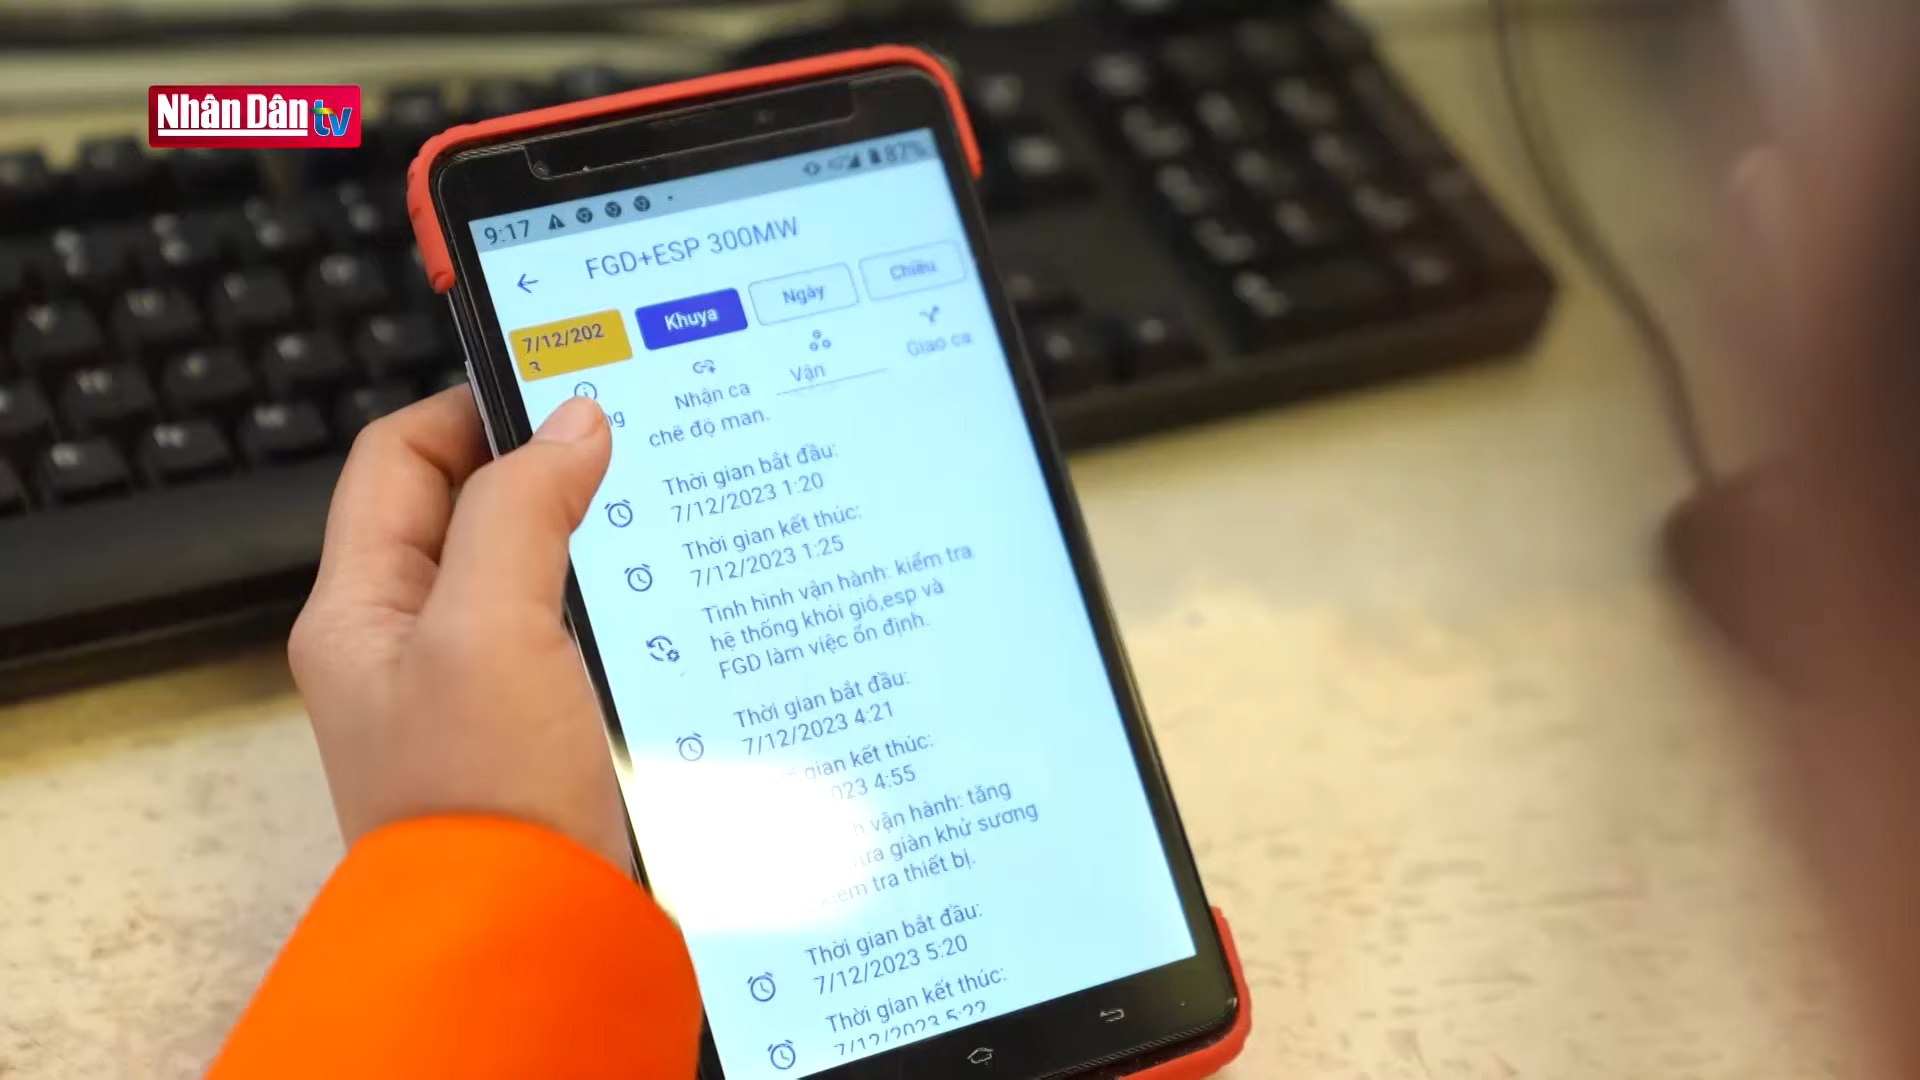 Nhân Dân tv
9:17
87%
FGD+ESP 300MW
7/12/202
3
Khuya
Ngày
Chiều
ng
Nhận ca
Vận
Giao ca
chế độ man.
Thời gian bắt đầu:
7/12/2023 1:20
Thời gian kết thúc:
7/12/2023 1:25
Tình hình vận hành: kiểm tra
hệ thống khói gió,esp và
FGD làm việc ổn định.
Thời gian bắt đầu:
7/12/2023 4:21
gian kết thúc:
023 4:55
vận hành: tăng
giàn khử sương
tra thiết bị.
Thời gian bắt đầu:
7/12/2023 5:20
Thời gian kết thúc:
7/12/2023 5:22